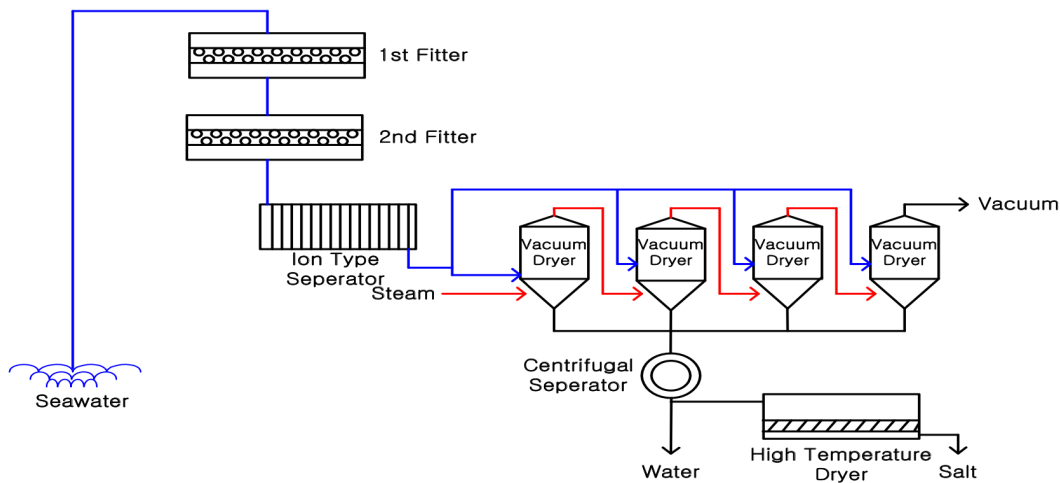 1st Fitter
2nd Fitter
Ion Type
Seperator
Steam
Vacuum
Dryer
Vacuum
Dryer
Vacuum
Dryer
Vacuum
Dryer
Vacuum
Seawater
Centrifugal
Seperator
Water
High Temperature
Dryer
Salt